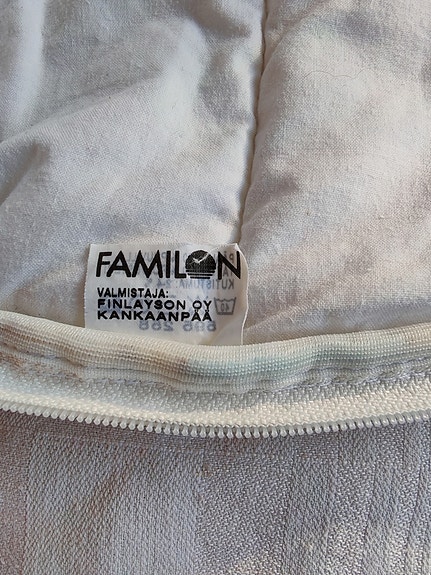 FAMILON
VALMISTAJA:
FINLAYSON OY
KANKAANPÄÄ